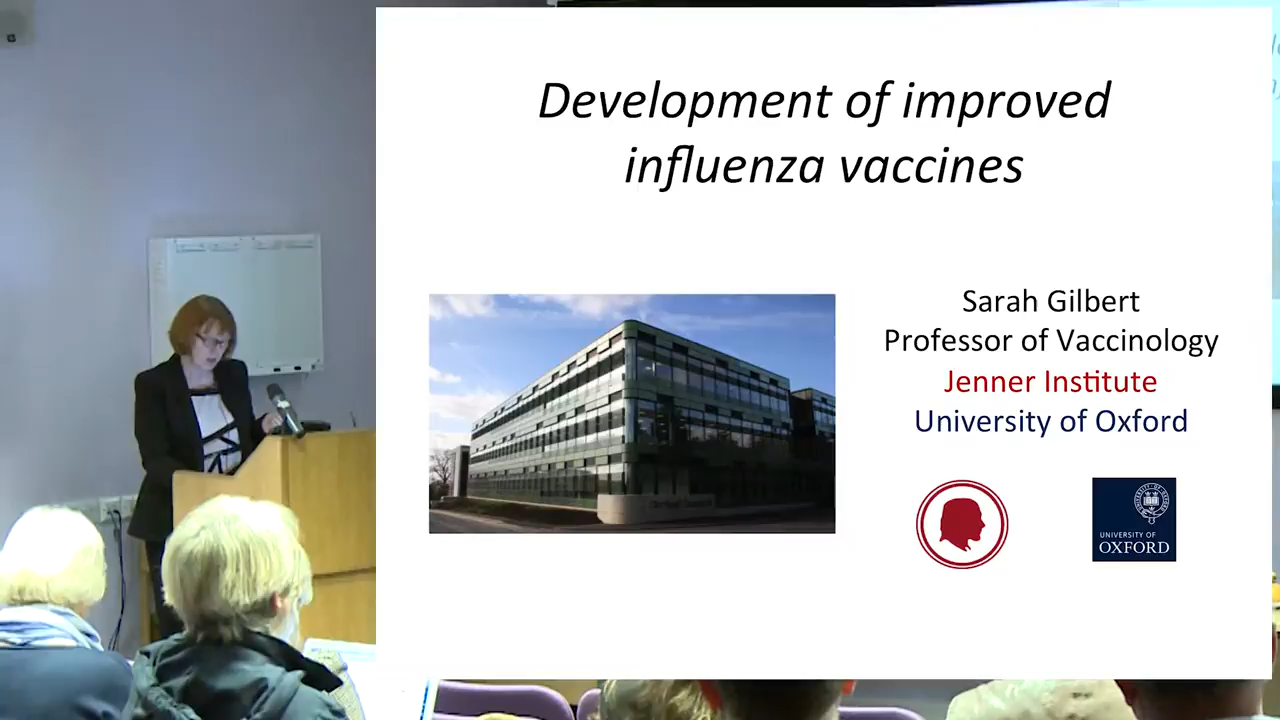 Development of improved
influenza vaccines
Sarah Gilbert
Professor of Vaccinology
Jenner Institute
University of Oxford
UNIVERSITY OF
OXFORD